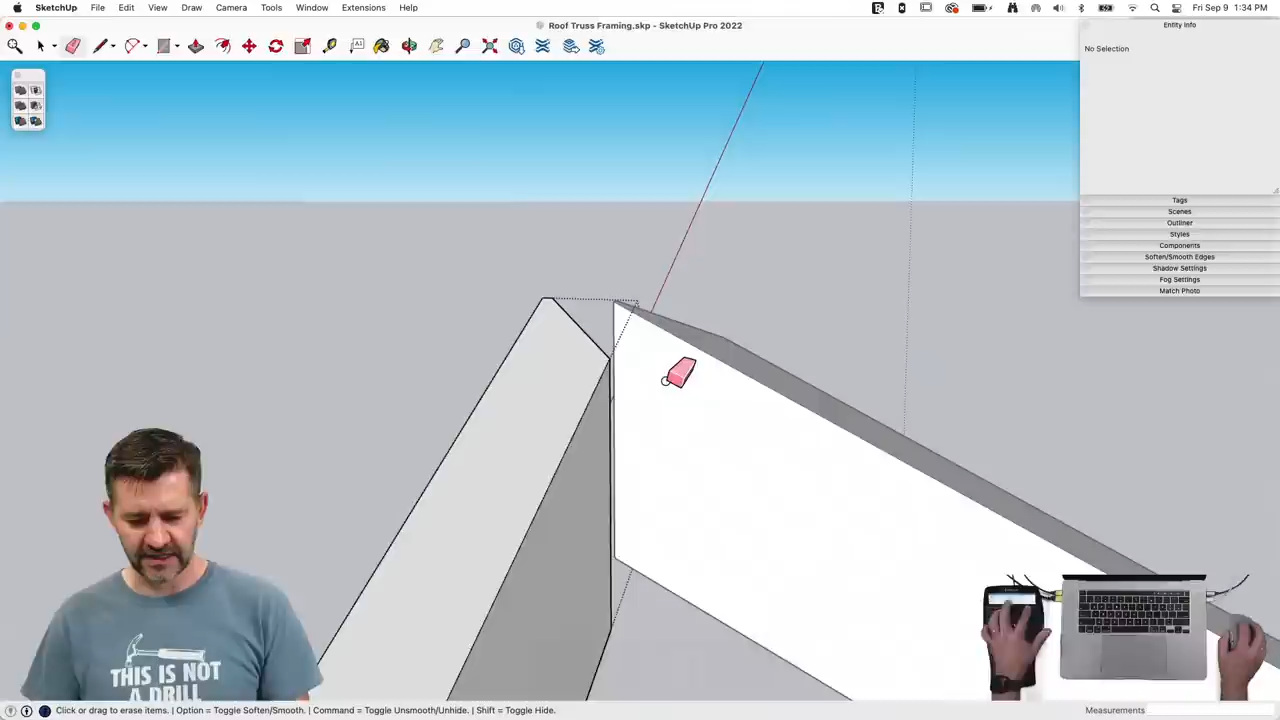 SketchUp File Edit View Draw Camera Tools Window Extensions Help Fri Sep 9 1:34 PM
Roof Truss Framing.skp - SketchUp Pro 2022
Entity Info
No Selection
Tags
Scenes
Outliner
Styles
Components
Soften/Smooth Edges
Shadow Settings
Fog Settings
Match Photo
THIS IS NOT
A DRILL
Click or drag to erase items. | Option = Toggle Soften/Smooth. | Command = Toggle Unsmooth/Unhide. | Shift = Toggle Hide.
Measurements